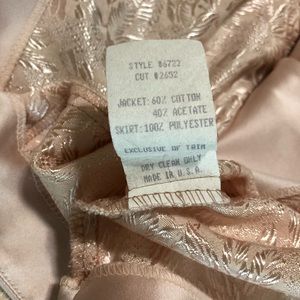 STYLE #6722
CUT #2692
JACKET: 60% COTTON
40% ACETATE
SKIRT: 100% POLYESTER
EXCLUSIVE OF TRIM
DRY CLEAN ONLY
MADE IN U.S.A.